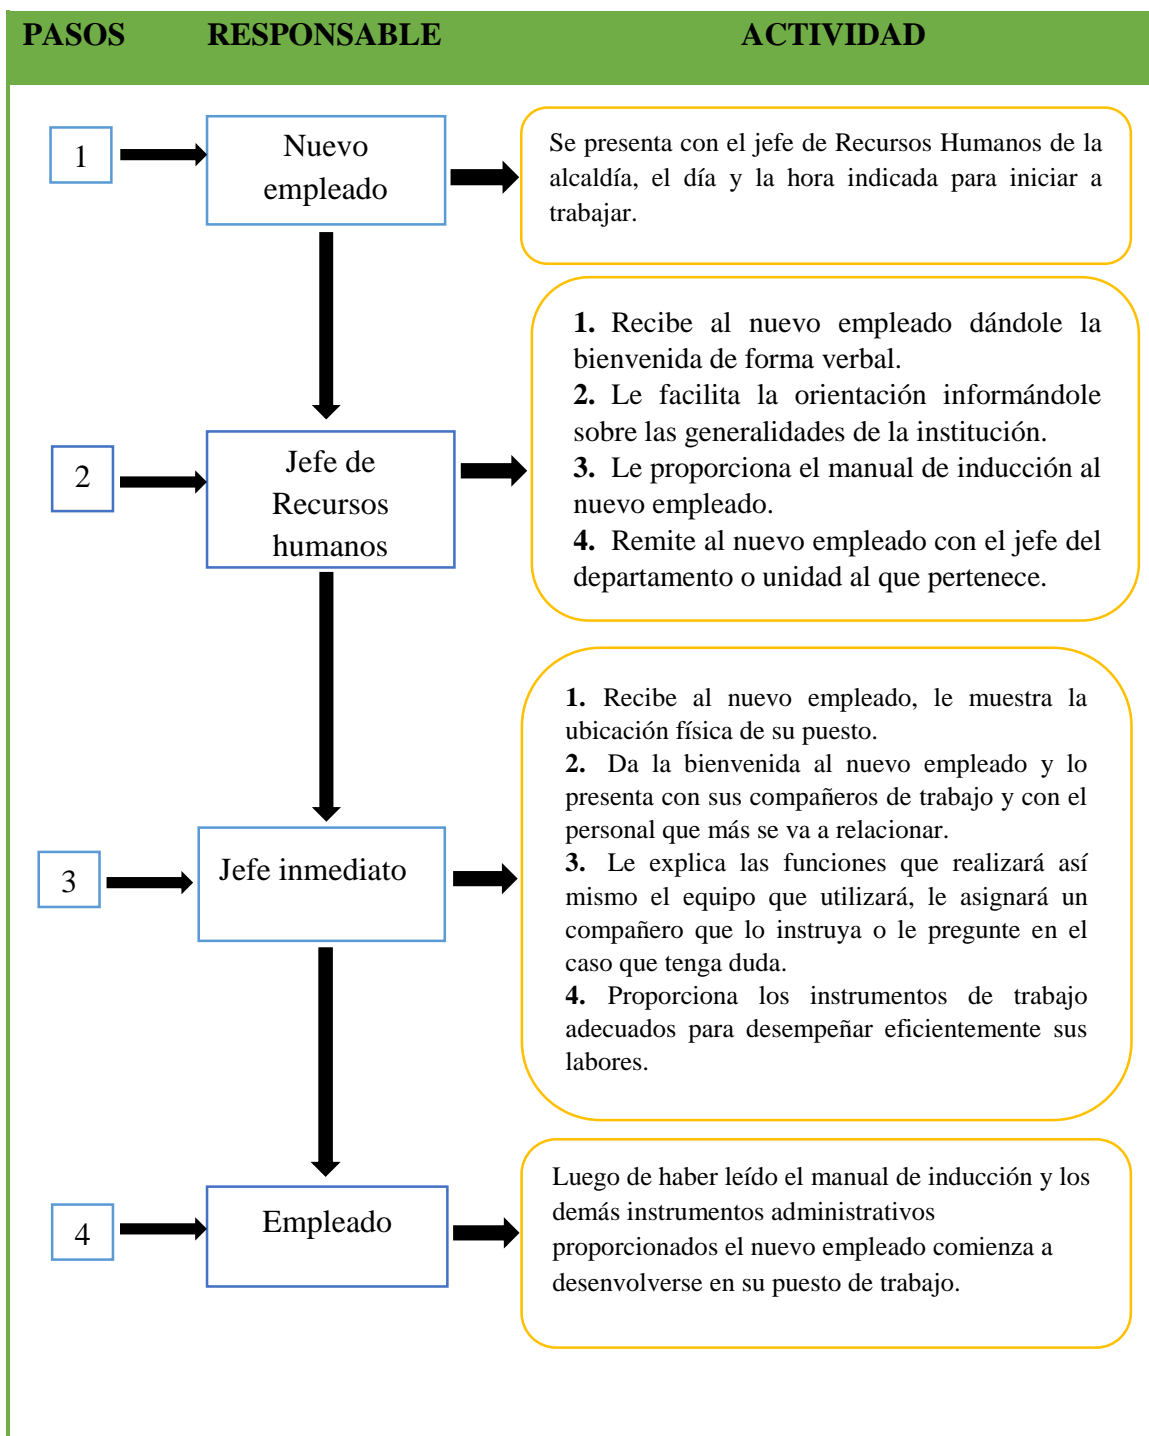 PASOS RESPONSABLE ACTIVIDAD
1
Nuevo
empleado
Se presenta con el jefe de Recursos Humanos de la
alcaldía, el día y la hora indicada para iniciar a
trabajar.
2
Jefe de
Recursos
humanos
1. Recibe al nuevo empleado dándole la
bienvenida de forma verbal.
2. Le facilita la orientación informándole
sobre las generalidades de la institución.
3. Le proporciona el manual de inducción al
nuevo empleado.
4. Remite al nuevo empleado con el jefe del
departamento o unidad al que pertenece.
3
Jefe inmediato
1. Recibe al nuevo empleado, le muestra la
ubicación física de su puesto.
2. Da la bienvenida al nuevo empleado y lo
presenta con sus compañeros de trabajo y con el
personal que más se va a relacionar.
3. Le explica las funciones que realizará así
mismo el equipo que utilizará, le asignará un
compañero que lo instruya o le pregunte en el
caso que tenga duda.
4. Proporciona los instrumentos de trabajo
adecuados para desempeñar eficientemente sus
labores.
4
Empleado
Luego de haber leído el manual de inducción y los
demás instrumentos administrativos
proporcionados el nuevo empleado comienza a
desenvolverse en su puesto de trabajo.